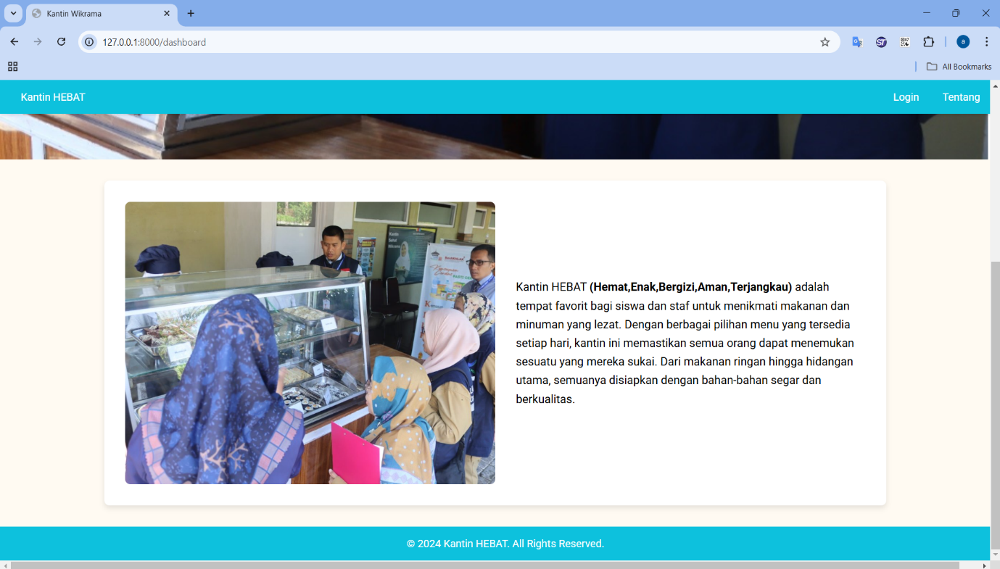 Kantin Wikrama
127.0.0.1:8000/dashboard
a
All Bookmarks
Kantin HEBAT
Login
Tentang
Kantin HEBAT (Hemat,Enak,Bergizi,Aman,Terjangkau) adalah
tempat favorit bagi siswa dan staf untuk menikmati makanan dan
minuman yang lezat. Dengan berbagai pilihan menu yang tersedia
setiap hari, kantin ini memastikan semua orang dapat menemukan
sesuatu yang mereka sukai. Dari makanan ringan hingga hidangan
utama, semuanya disiapkan dengan bahan-bahan segar dan
berkualitas.
© 2024 Kantin HEBAT. All Rights Reserved.